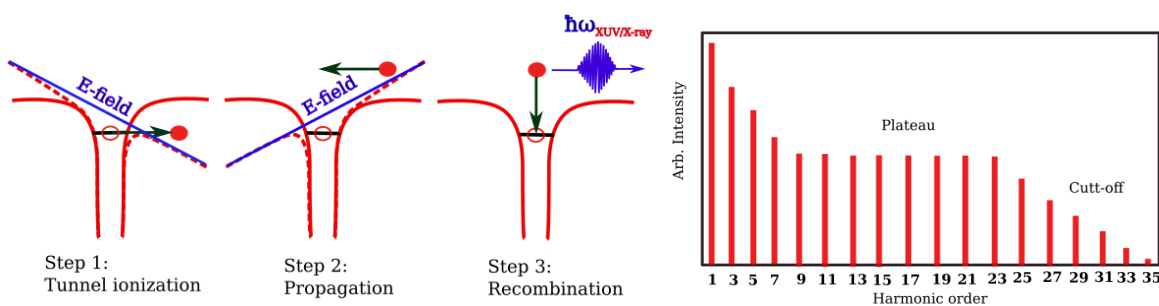 E-field
Step 1:
Tunnel ionization
E-field
Step 2:
Propagation
ħω XUV/X-ray
Step 3:
Recombination
Arb. Intensity
Plateau
Cutt-off
1 3 5 7 9 11 13 15 17 19 21 23 25 27 29 31 33 35
Harmonic order